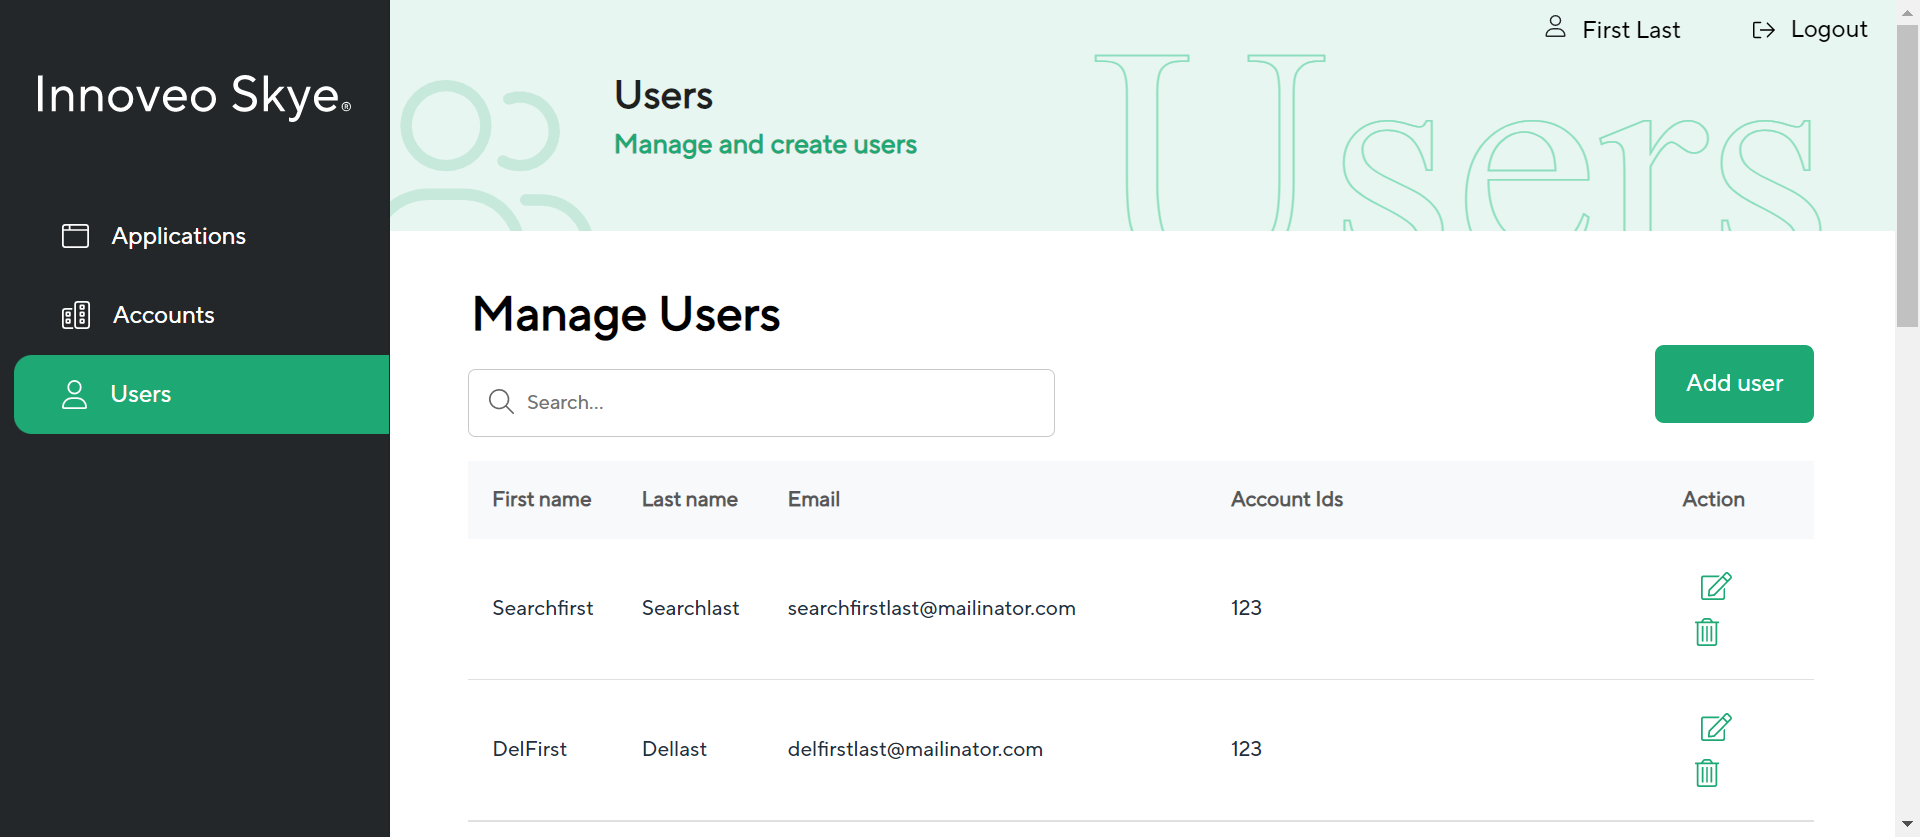 Innoveo Skye®
Applications
Accounts
Users
First Last
Logout
Users
Manage and create users
Users
Manage Users
Search...
Add user
First name Last name Email Account Ids Action
Searchfirst Searchlast searchfirstlast@mailinator.com 123
DelFirst Dellast delfirstlast@mailinator.com 123